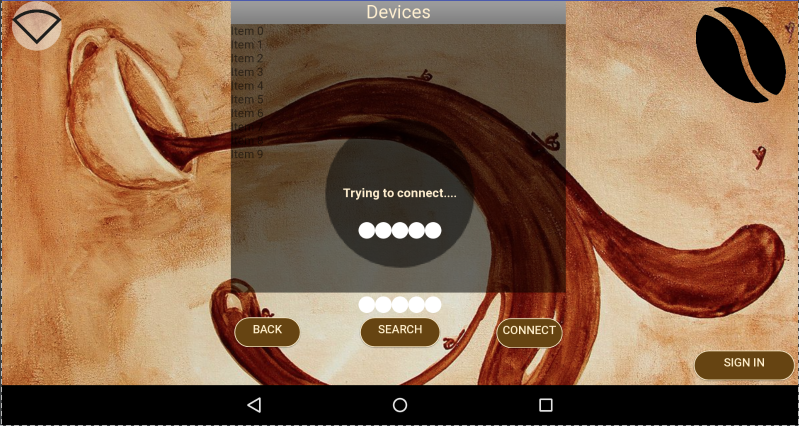 Devices
Item 0
Item 1
Item 2
Item 3
Item 4
Item 5
Item 6
Item 9
Trying to connect....
BACK
SEARCH
CONNECT
SIGN IN